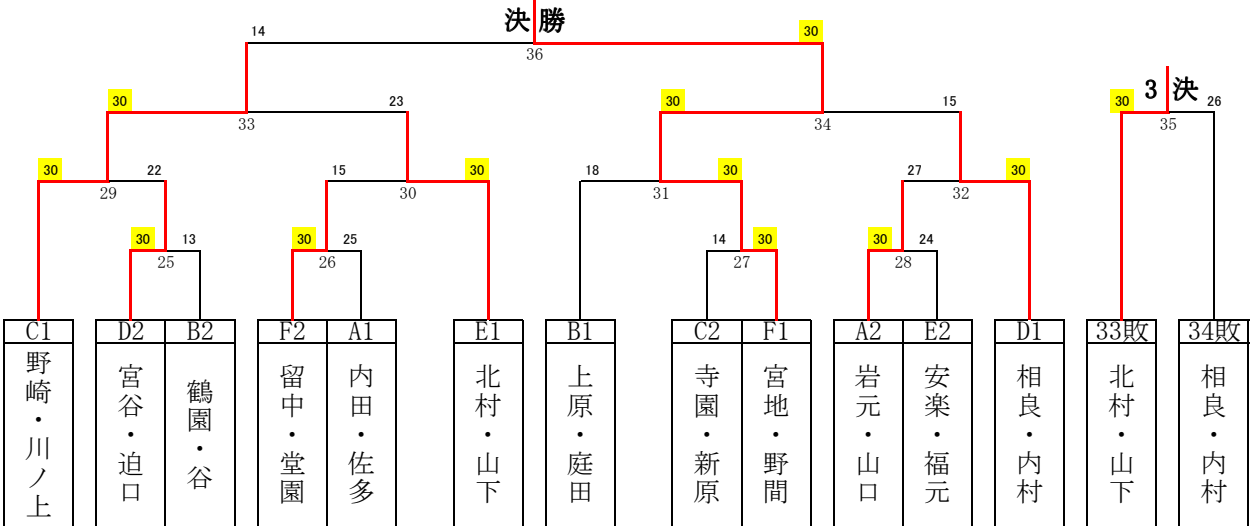 決勝
14
30
36
3決
30
23
30
15
30
26
33
34
35
30
22
15
30
18
30
27
30
29
30
31
32
30
13
30
25
14
30
30
24
25
26
27
28
C1
D2
B2
F2
A1
E1
B1
C2
F1
A2
E2
D1
33敗
34敗
野崎・川ノ上
宮谷・迫口
鶴園・谷
留中・堂園
内田・佐多
北村・山下
上原・庭田
寺園・新原
宮地・野間
岩元・山口
安楽・福元
相良・内村
北村・山下
相良・内村